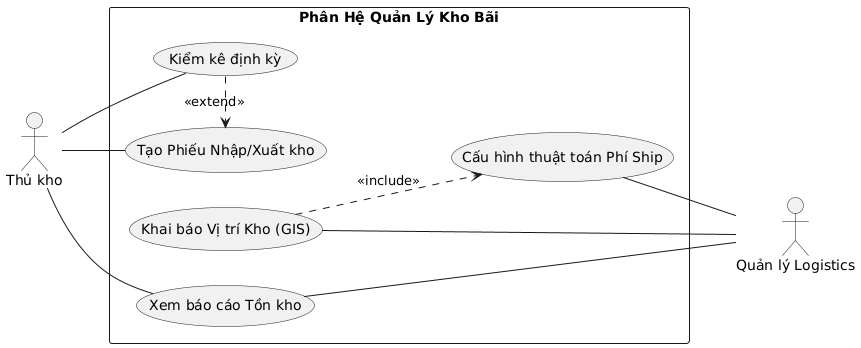 Phân Hệ Quản Lý Kho Bãi
Kiểm kê định kỳ
«extend»
Tạo Phiếu Nhập/Xuất kho
Cấu hình thuật toán Phí Ship
Thủ kho
«include»
Khai báo Vị trí Kho (GIS)
Quản lý Logistics
Xem báo cáo Tồn kho